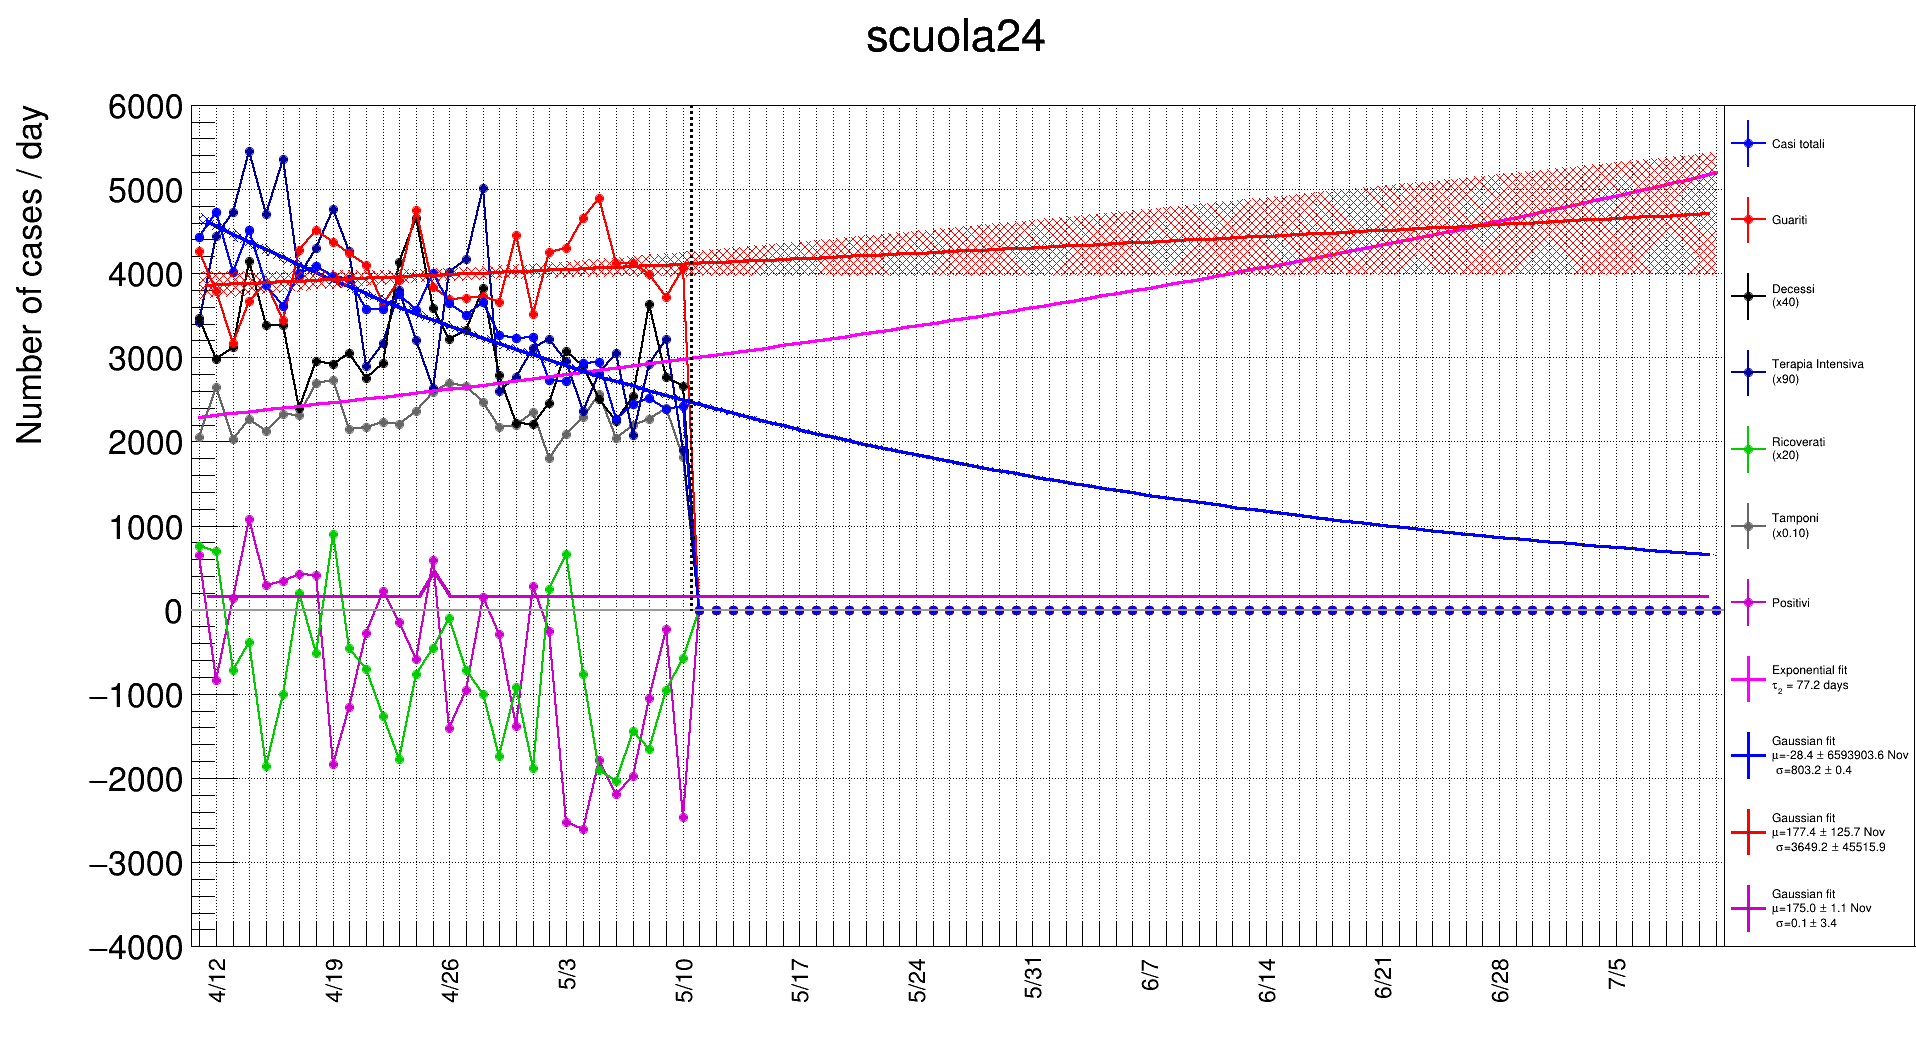 scuola24
Number of cases / day
6000
5000
4000
3000
2000
1000
0
−1000
−2000
−3000
−4000
4/12
4/19
4/26
5/3
5/10
5/17
5/24
5/31
6/7
6/14
6/21
6/28
7/5
Casi totali
Guariti
Decessi
(x40)
Terapia Intensiva
(x90)
Ricoverati
(x20)
Tamponi
(x0.10)
Positivi
Exponential fit
τ2 = 77.2 days
Gaussian fit
μ=-28.4 ± 6593903.6 Nov
σ=803.2 ± 0.4
Gaussian fit
μ=177.4 ± 125.7 Nov
σ=3649.2 ± 45515.9
Gaussian fit
μ=175.0 ± 1.1 Nov
σ=0.1 ± 3.4